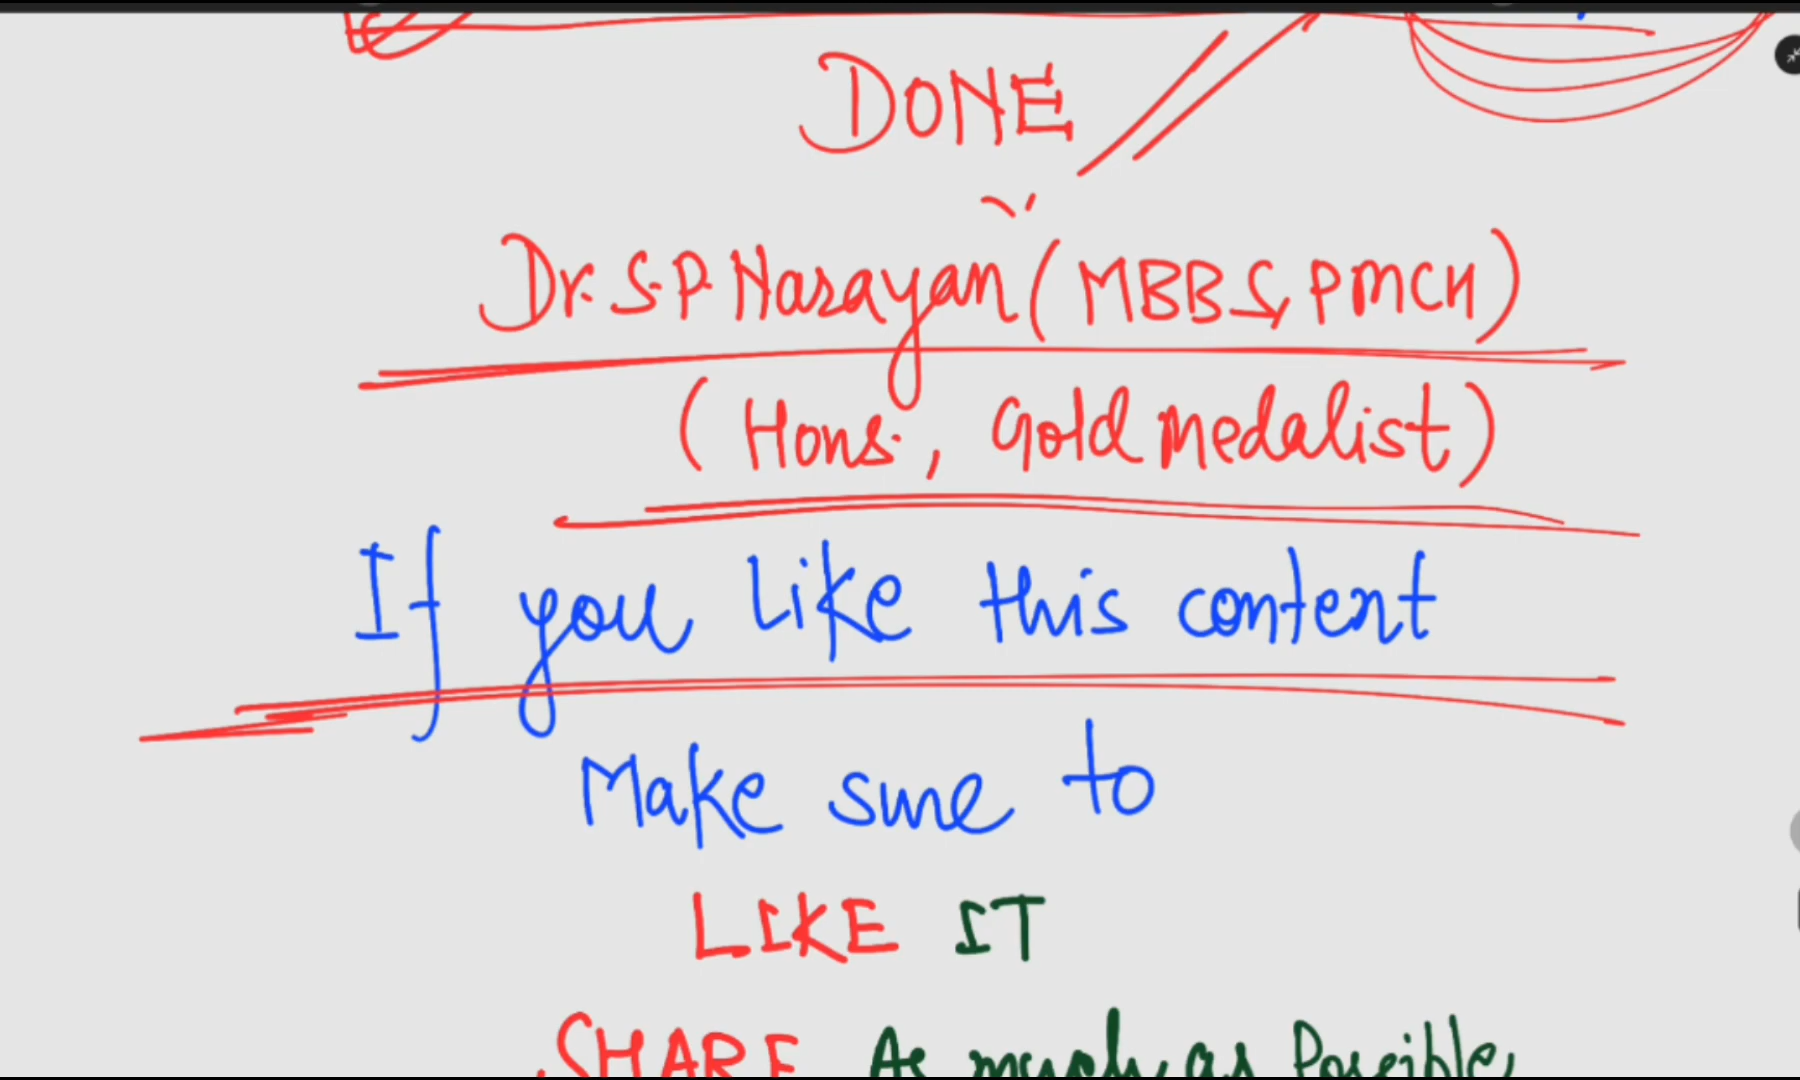 DONE
Dr. S.P. Narayan (MBBS, PMCH)
(Hons., Gold medalist)
If you like this content
Make sure to
LIKE IT
SHARE As much as Possible,